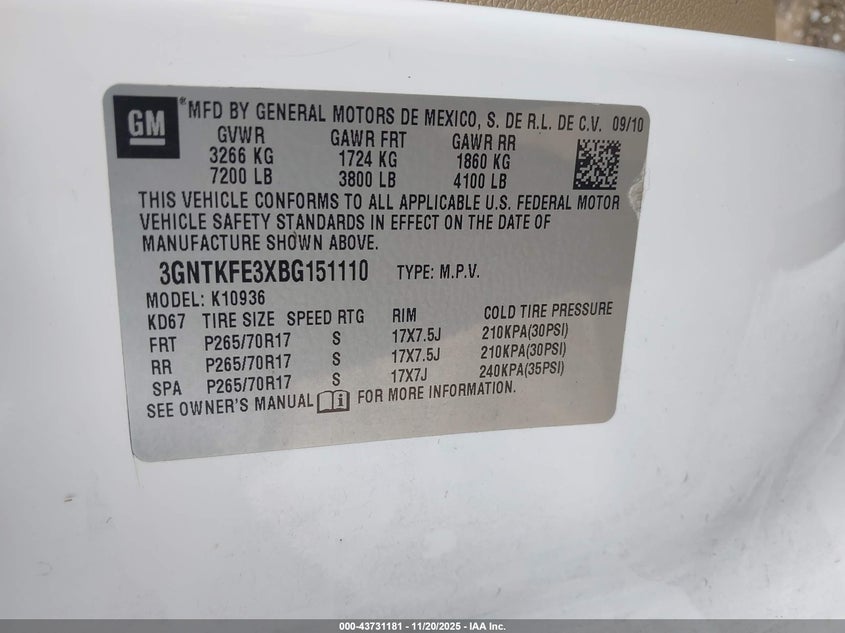 GM ®MFD BY GENERAL MOTORS DE MEXICO, S. DE R.L. DE C.V. 09/10
GVWR GAWR FRT GAWR RR
3266 KG 1724 KG 1860 KG
7200 LB 3800 LB 4100 LB
THIS VEHICLE CONFORMS TO ALL APPLICABLE U.S. FEDERAL MOTOR
VEHICLE SAFETY STANDARDS IN EFFECT ON THE DATE OF
MANUFACTURE SHOWN ABOVE.
3GNTKFE3XBG151110 TYPE: M.P.V.
MODEL: K10936
KD67 TIRE SIZE SPEED RTG RIM COLD TIRE PRESSURE
FRT P265/70R17 S 17X7.5J 210KPA(30PSI)
RR P265/70R17 S 17X7.5J 210KPA(30PSI)
SPA P265/70R17 S 17X7J 240KPA(35PSI)
SEE OWNER'S MANUAL i FOR MORE INFORMATION.
000-43731181 - 11/20/2025 - IAA Inc.